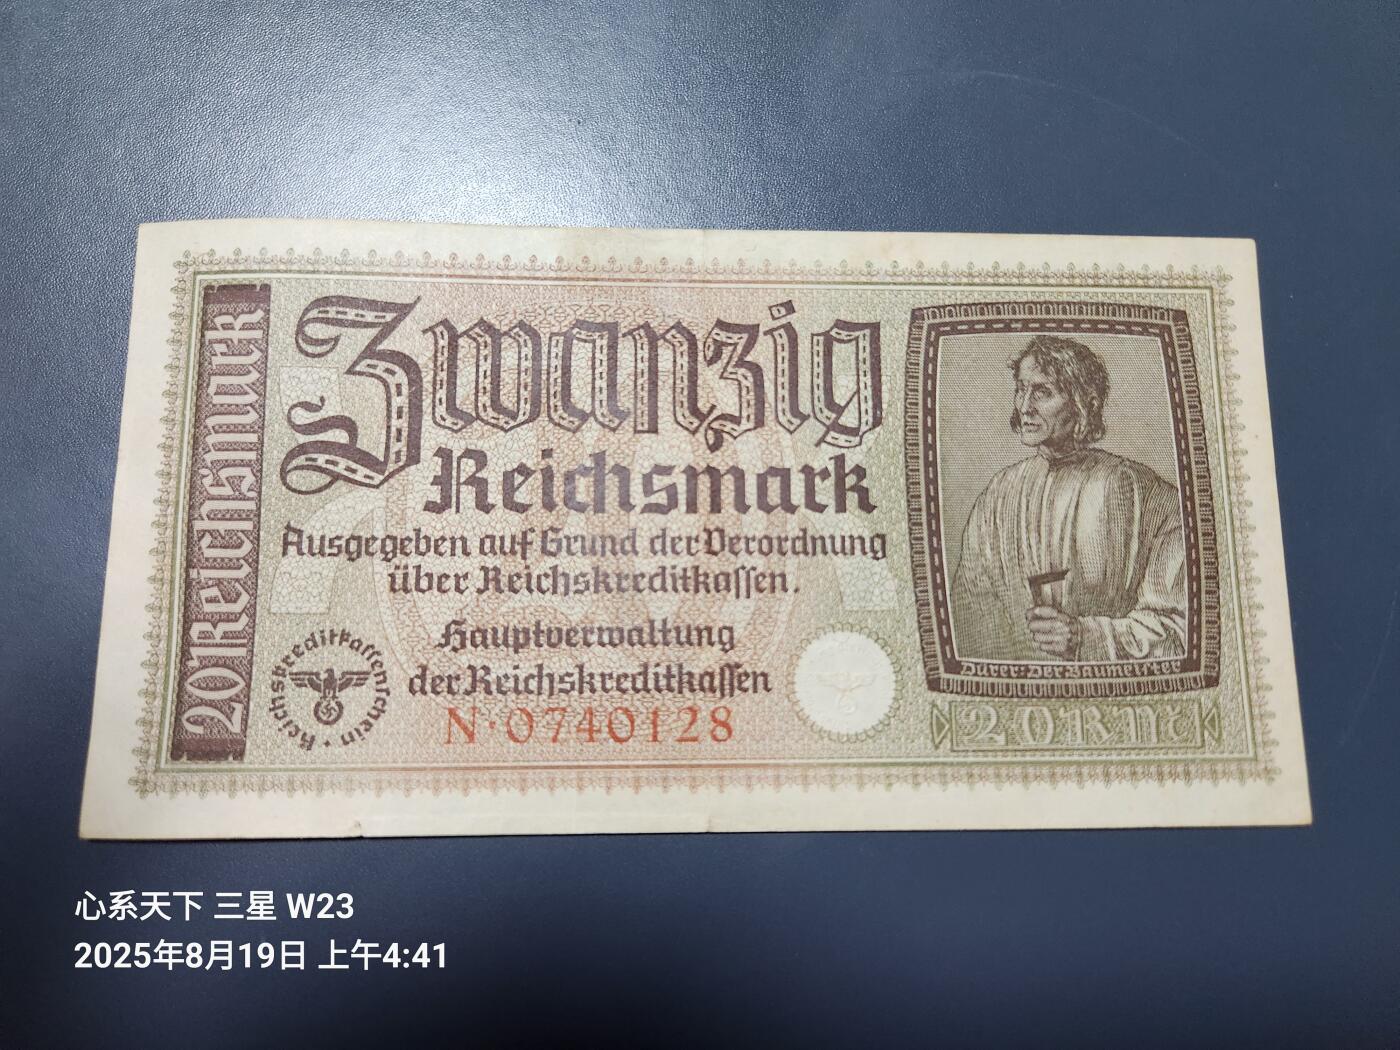 20 Reichsmark
Zwanzig
Reichsmark
Ausgegeben auf Grund der Verordnung
über Reichskreditkassen.
Hauptverwaltung
der Reichskreditkassen
N·0740128
Reichskreditkassenschein
Dürer: Der Baumeister
20 RM
心系天下 三星 W23
2025年8月19日 上午4:41